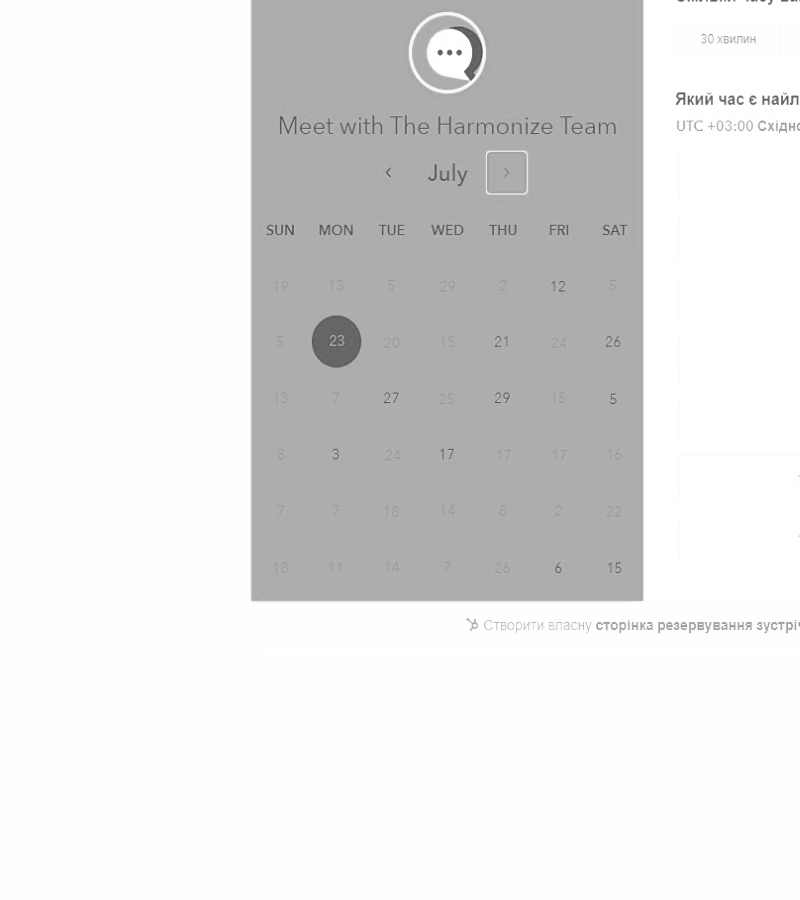 30 хвилин
Який час є найл
UTC +03:00 Східно
Meet with The Harmonize Team
July
SUN MON TUE WED THU FRI SAT
19 13 5 29 2 12 5
5 23 20 15 21 24 26
13 7 27 25 29 15 5
8 3 24 17 17 17 16
7 7 18 14 8 2 22
18 11 14 7 26 6 15
Створити власну сторінка резервування зустріч